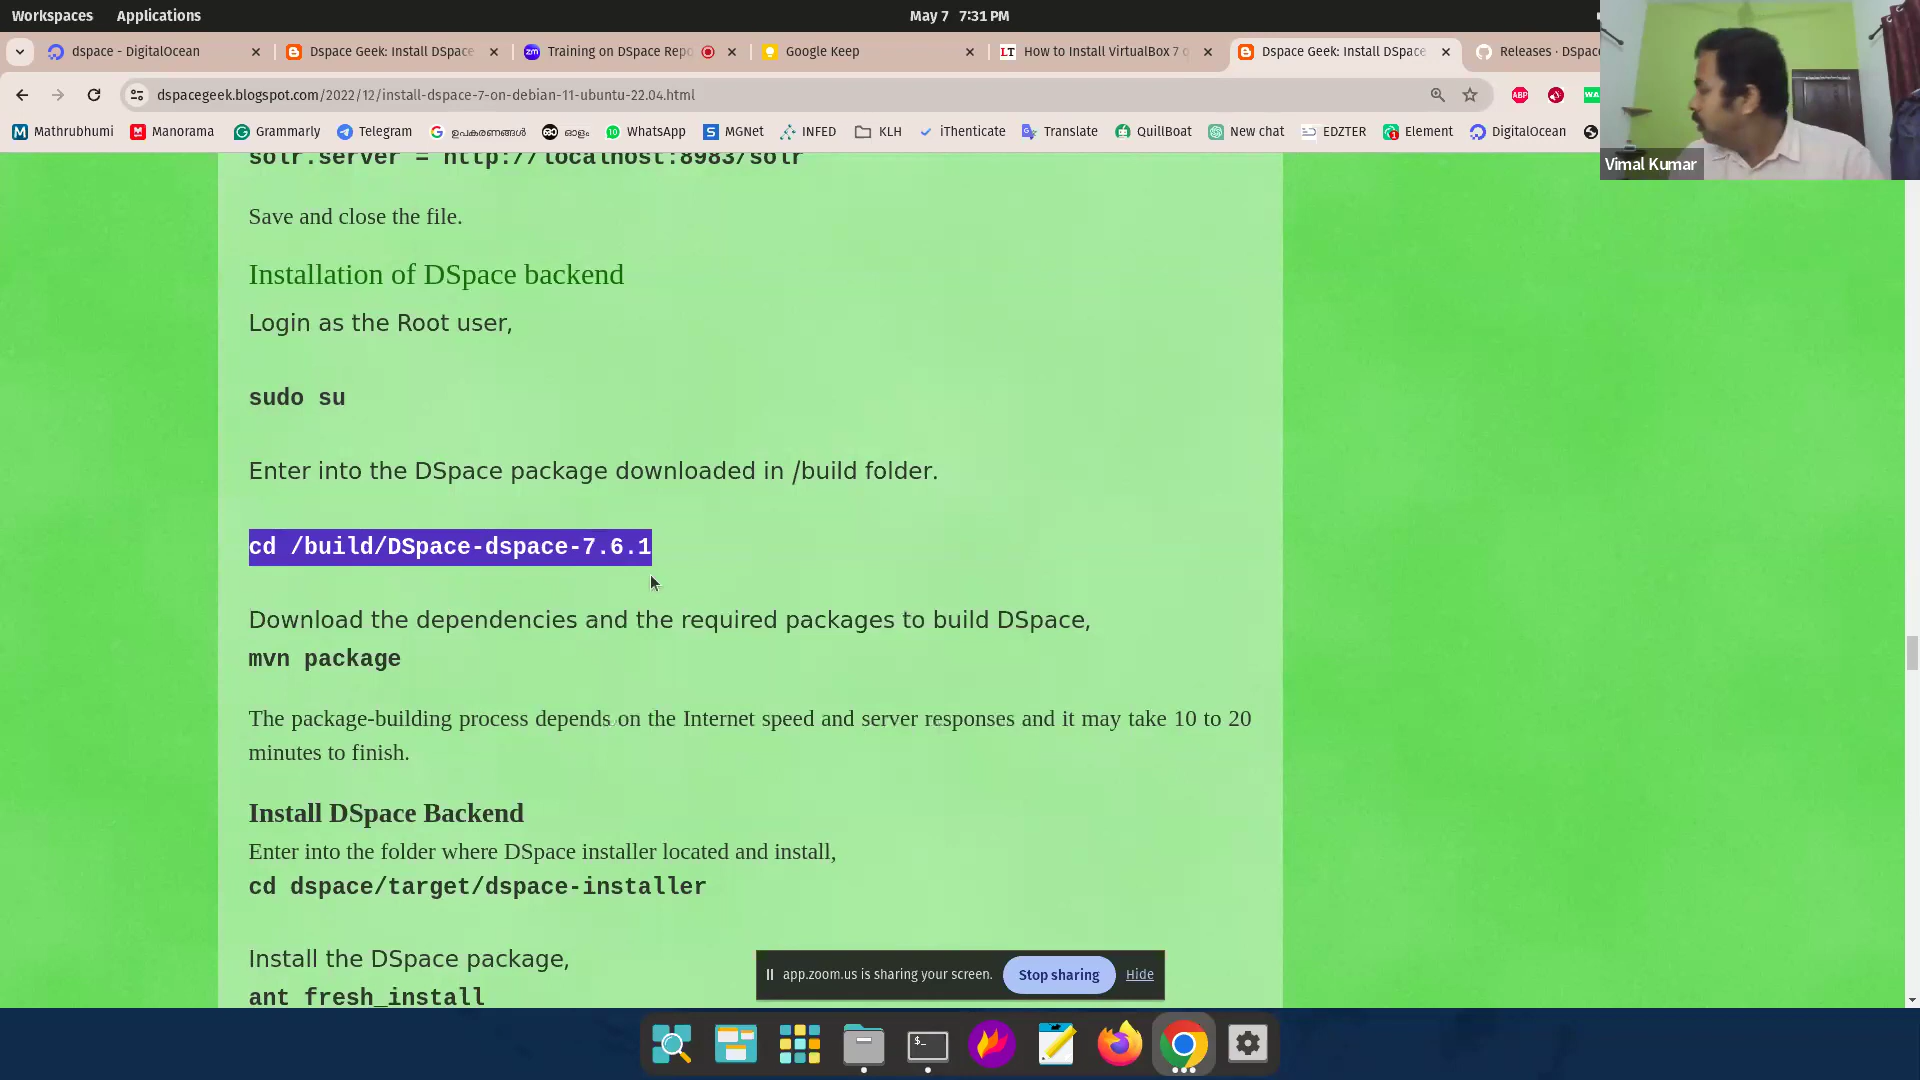 Workspaces Applications May 7 7:31 PM
dspace - DigitalOcean Dspace Geek: Install DSpace Training on DSpace Repo Google Keep How to Install VirtualBox 7 Dspace Geek: Install DSpace Releases · DSpac
dspacegeek.blogspot.com/2022/12/install-dspace-7-on-debian-11-ubuntu-22.04.html
Mathrubhumi Manorama Grammarly Telegram ഉപകരണങ്ങൾ ഓളം WhatsApp MGNet INFED KLH iThenticate Translate QuillBoat New chat EDZTER Element DigitalOcean
Vimal Kumar
solr.server = http://localhost:8983/solr
Save and close the file.
Installation of DSpace backend
Login as the Root user,
sudo su
Enter into the DSpace package downloaded in /build folder.
cd /build/DSpace-dspace-7.6.1
Download the dependencies and the required packages to build DSpace,
mvn package
The package-building process depends on the Internet speed and server responses and it may take 10 to 20
minutes to finish.
Install DSpace Backend
Enter into the folder where DSpace installer located and install,
cd dspace/target/dspace-installer
Install the DSpace package,
ant fresh_install
app.zoom.us is sharing your screen. Stop sharing Hide